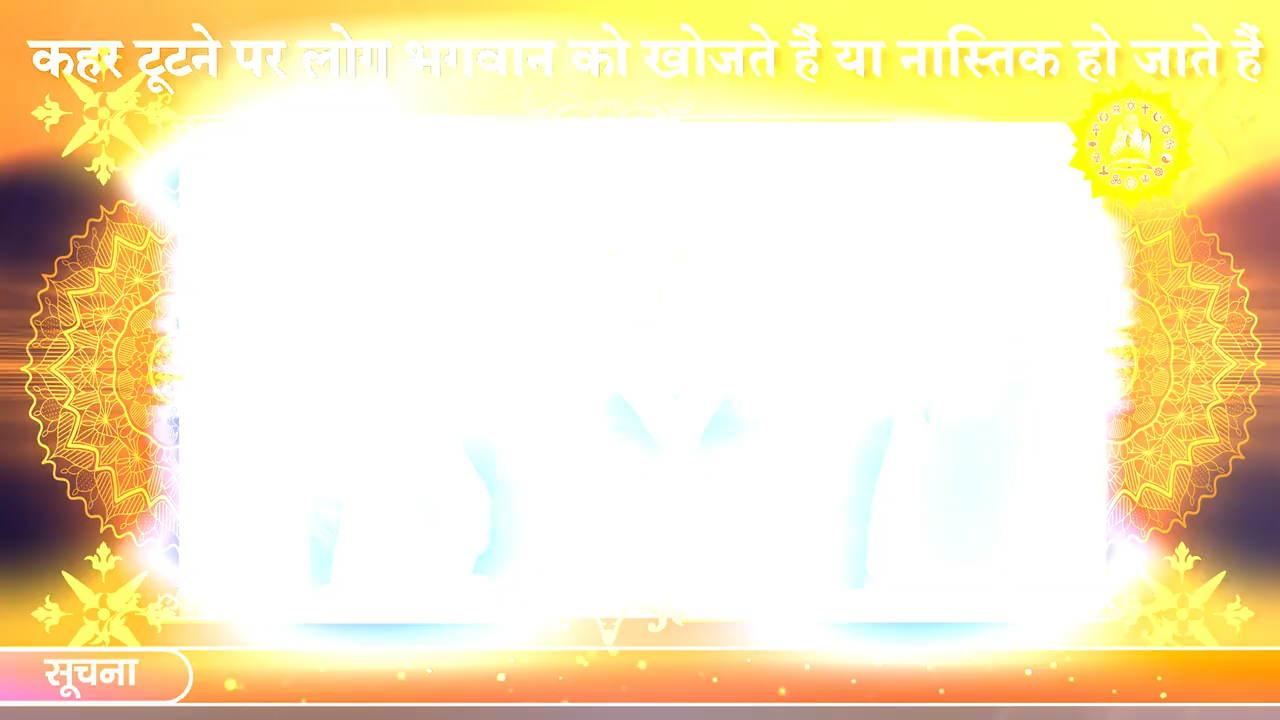 कहर टूटने पर लोग भगवान को खोजते हैं या नास्तिक हो जाते हैं
सूचना